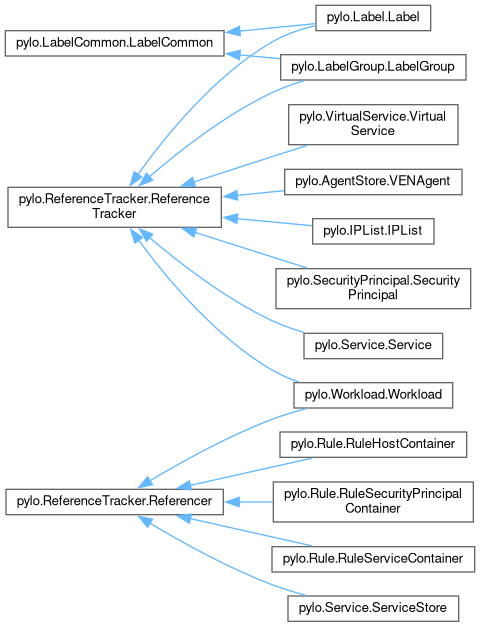 pylo.Label.Label
pylo.LabelCommon.LabelCommon
pylo.LabelGroup.LabelGroup
pylo.VirtualService.Virtual
Service
pylo.AgentStore.VENAgent
pylo.ReferenceTracker.Reference
Tracker
pylo.IPList.IPList
pylo.SecurityPrincipal.Security
Principal
pylo.Service.Service
pylo.Workload.Workload
pylo.Rule.RuleHostContainer
pylo.ReferenceTracker.Referencer
pylo.Rule.RuleSecurityPrincipal
Container
pylo.Rule.RuleServiceContainer
pylo.Service.ServiceStore